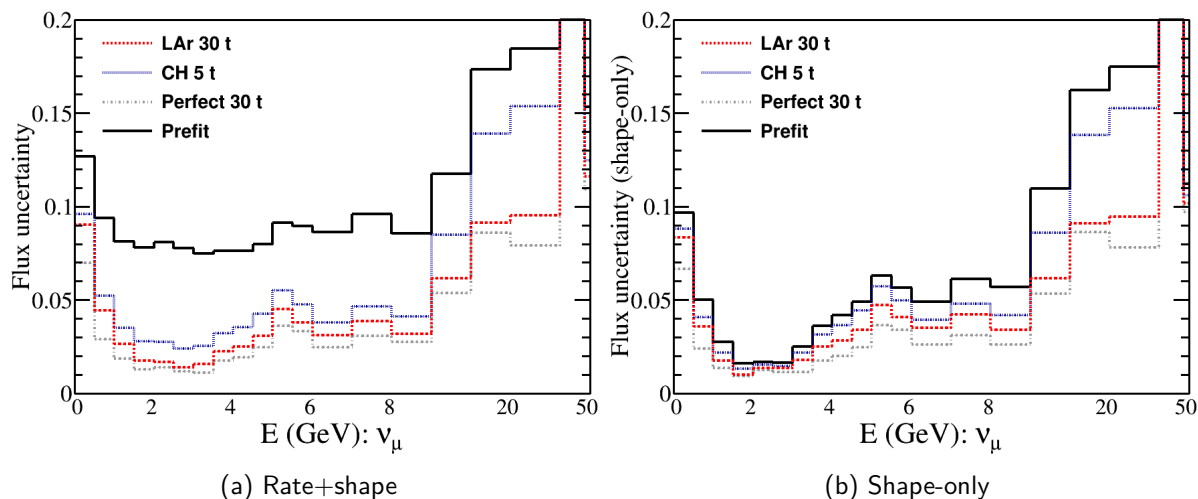 0.2
0.15
0.1
0.05
0
Flux uncertainty
LAr 30 t
CH 5 t
Perfect 30 t
Prefit
0 2 4 6 8 20 50
E (GeV): νμ
(a) Rate+shape
0.2
0.15
0.1
0.05
0
Flux uncertainty (shape-only)
LAr 30 t
CH 5 t
Perfect 30 t
Prefit
0 2 4 6 8 20 50
E (GeV): νμ
(b) Shape-only